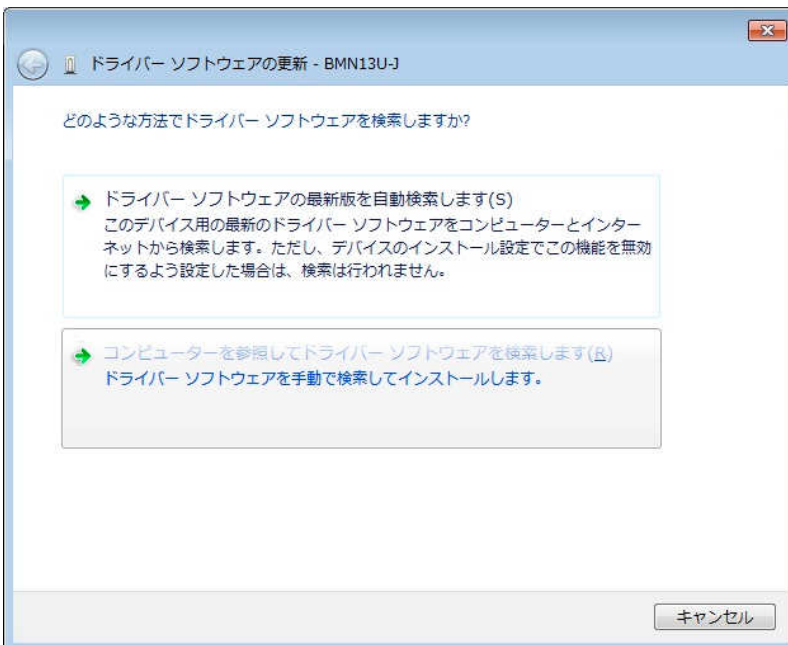 ドライバー ソフトウェアの更新 - BMN13U-J
どのような方法でドライバー ソフトウェアを検索しますか?
ドライバー ソフトウェアの最新版を自動検索します(S)
このデバイス用の最新のドライバー ソフトウェアをコンピューターとインター
ネットから検索します。ただし、デバイスのインストール設定でこの機能を無効
にするよう設定した場合は、検索は行われません。
コンピューターを参照してドライバー ソフトウェアを検索します(R)
ドライバー ソフトウェアを手動で検索してインストールします。
キャンセル